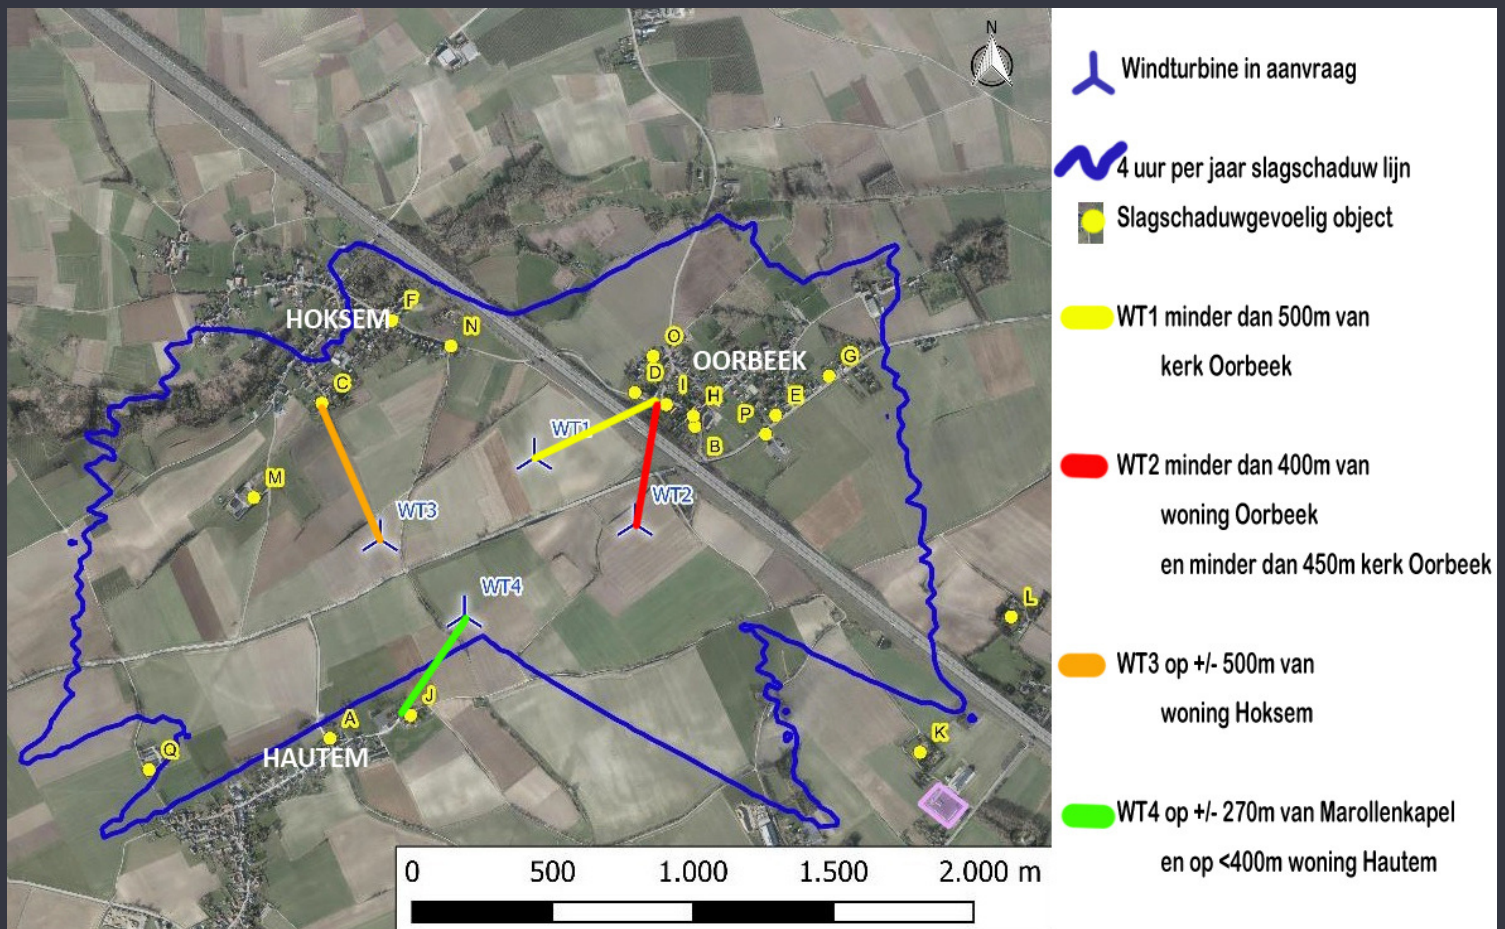 N
HOKSEM
F
N
C
M
WT3
WT1
O
OORBEEK
D
I
H
G
E
P
B
WT2
WT4
J
A
HAUTEM
Q
L
K
0 500 1.000 1.500 2.000 m
Windturbine in aanvraag
4 uur per jaar slagschaduw lijn
Slagschaduwgevoelig object
WT1 minder dan 500m van
kerk Oorbeek
WT2 minder dan 400m van
woning Oorbeek
en minder dan 450m kerk Oorbeek
WT3 op +/- 500m van
woning Hoksem
WT4 op +/- 270m van Marollenkapel
en op <400m woning Hautem